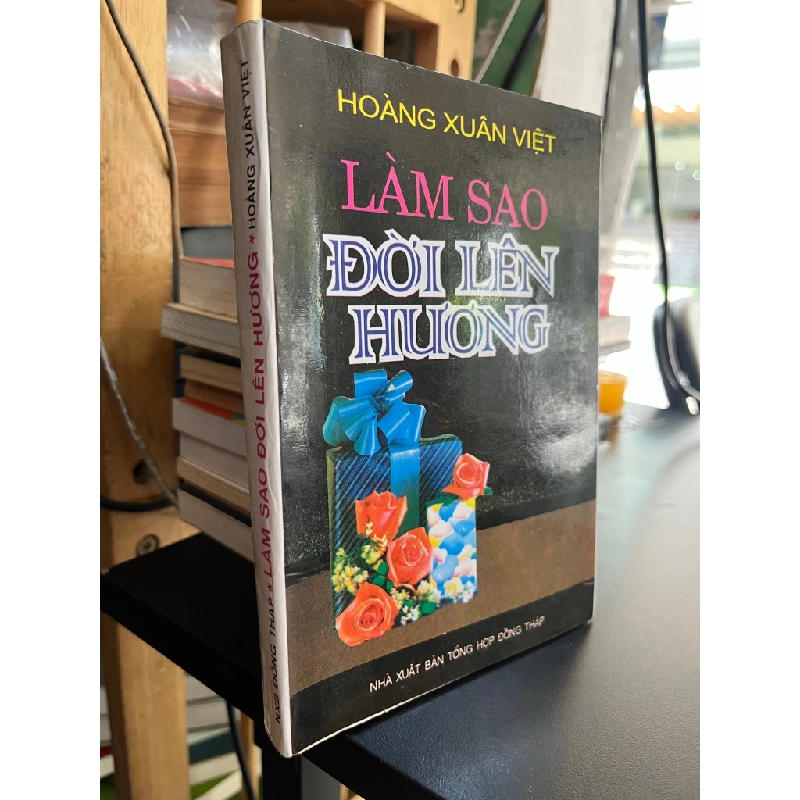 HOÀNG XUÂN VIỆT
LÀM SAO
ĐỜI LÊN
HƯƠNG
NHÀ XUẤT BẢN TỔNG HỢP ĐỒNG THÁP
NXB ĐỒNG THÁP * LÀM SAO ĐỜI LÊN HƯƠNG * HOÀNG XUÂN VIỆT